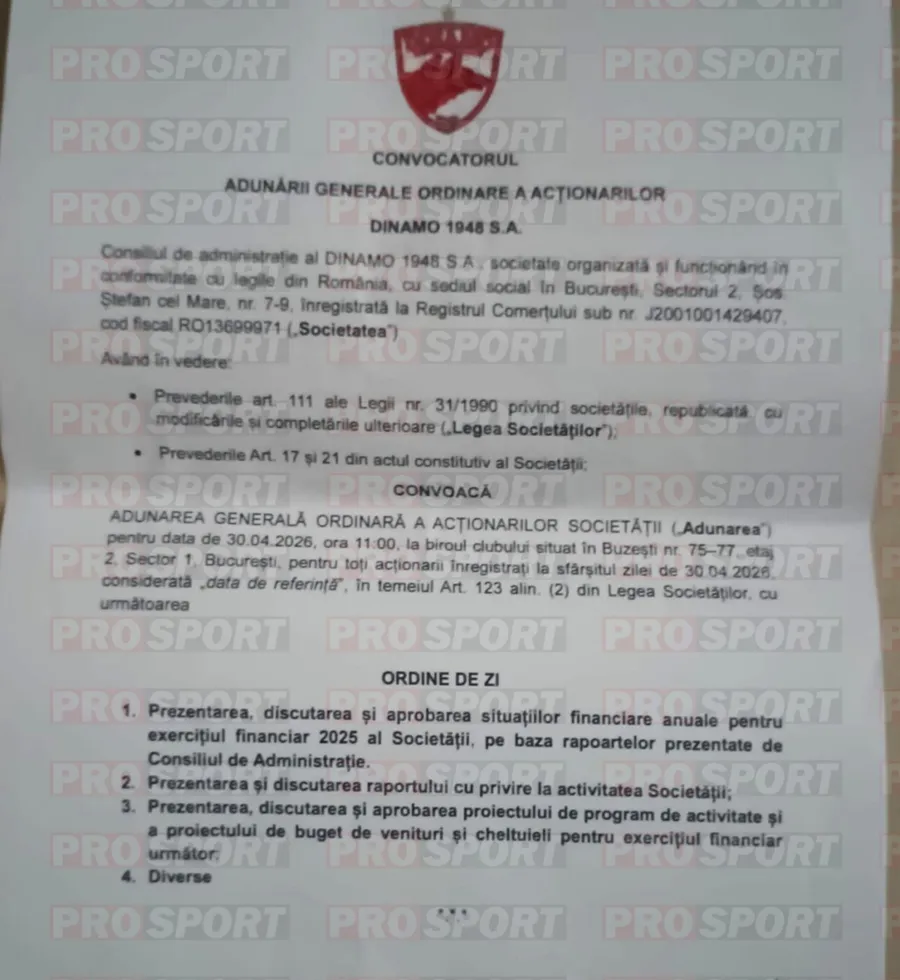 CONVOCATORUL
ADUNĂRII GENERALE ORDINARE A ACȚIONARILOR
DINAMO 1948 S.A.
Consiliul de administrație al DINAMO 1948 S.A., societate organizată și funcționând în
conformitate cu legile din România, cu sediul social în București, Sectorul 2, Șos.
Ștefan cel Mare, nr. 7-9, înregistrată la Registrul Comerțului sub nr. J2001001429407,
cod fiscal RO13699971 („Societatea”)
Având în vedere:
• Prevederile art. 111 ale Legii nr. 31/1990 privind societățile, republicată, cu
modificările și completările ulterioare („Legea Societăților”);
• Prevederile Art. 17 și 21 din actul constitutiv al Societății;
CONVOACĂ
ADUNAREA GENERALĂ ORDINARĂ A ACȚIONARILOR SOCIETĂȚII („Adunarea”)
pentru data de 30.04.2026, ora 11:00, la biroul clubului situat în Buzești nr. 75–77, etaj
2, Sector 1, București, pentru toți acționarii înregistrați la sfârșitul zilei de 30.04.2026,
considerată „data de referință”, în temeiul Art. 123 alin. (2) din Legea Societăților, cu
următoarea
ORDINE DE ZI
1. Prezentarea, discutarea și aprobarea situațiilor financiare anuale pentru
exercițiul financiar 2025 al Societății, pe baza rapoartelor prezentate de
Consiliul de Administrație.
2. Prezentarea și discutarea raportului cu privire la activitatea Societății;
3. Prezentarea, discutarea și aprobarea proiectului de program de activitate și
a proiectului de buget de venituri și cheltuieli pentru exercițiul financiar
următor;
4. Diverse
***
PRO SPORT